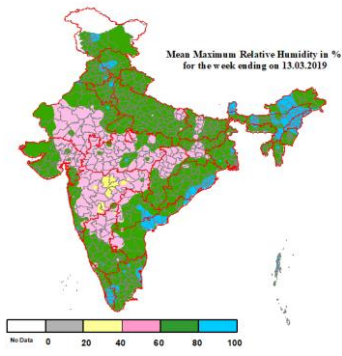 Mean Maximum Relative Humidity in %
for the week ending on 13.03.2019
No Data 0 20 40 60 80 100